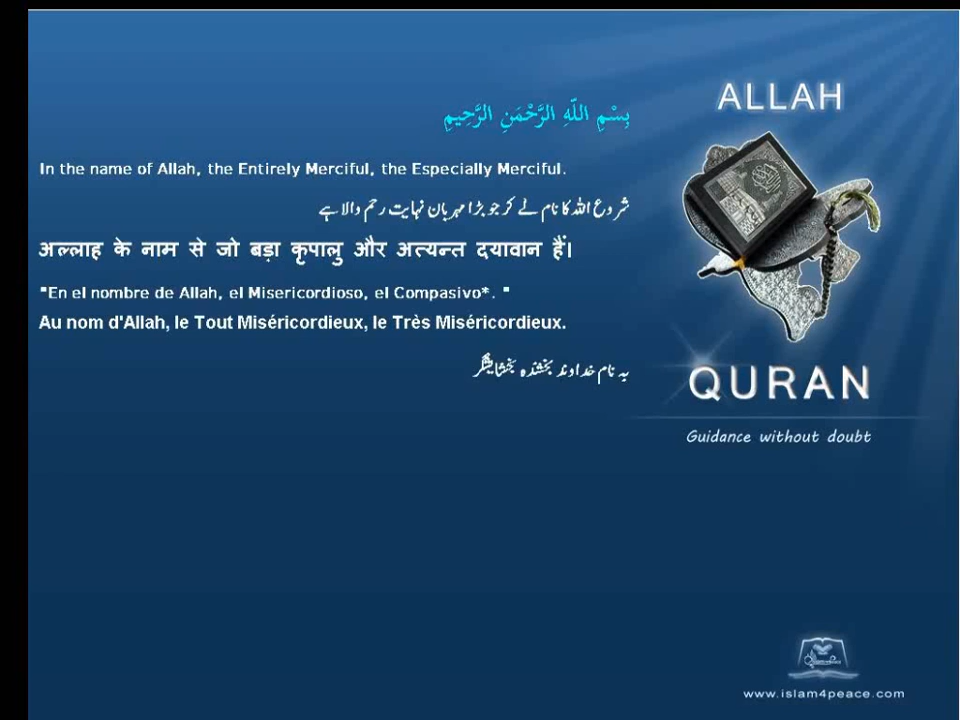 بِسْمِ اللَّهِ الرَّحْمَنِ الرَّحِيمِ
In the name of Allah, the Entirely Merciful, the Especially Merciful.
شروع اللہ کا نام لے کر جو بڑا مہربان نہایت رحم والا ہے
अल्लाह के नाम से जो बड़ा कृपालु और अत्यन्त दयावान हैं।
"En el nombre de Allah, el Misericordioso, el Compasivo*. "
Au nom d'Allah, le Tout Miséricordieux, le Très Miséricordieux.
به نام خداوند بخشنده بخشایشگر
ALLAH
QURAN
Guidance without doubt
www.islam4peace.com